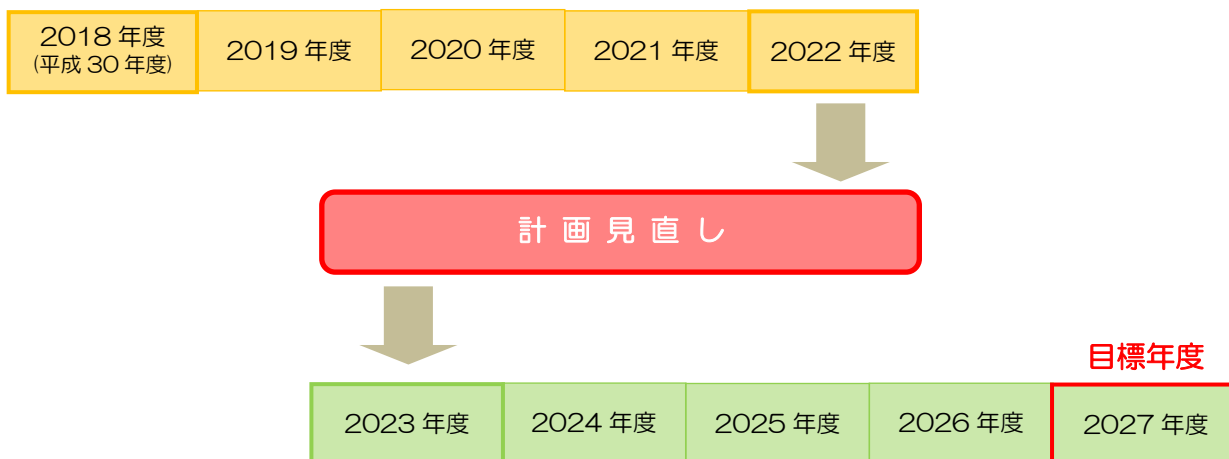 2018 年度
(平成 30 年度)
2019 年度
2020 年度
2021 年度
2022 年度
計画見直し
目標年度
2023 年度
2024 年度
2025 年度
2026 年度
2027 年度